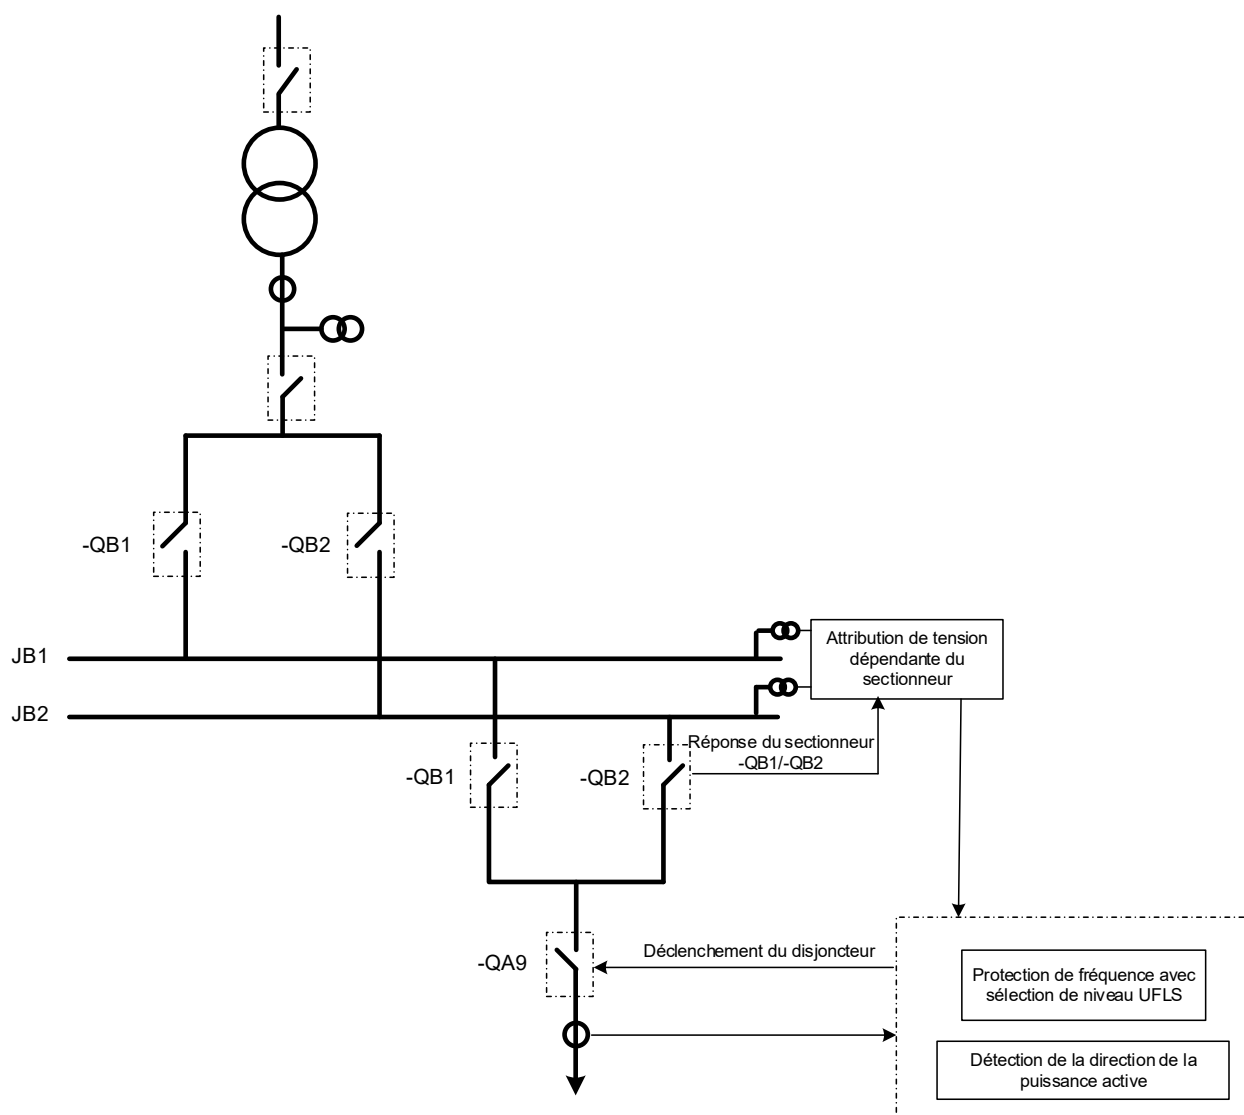 -QB1
-QB2
JB1
JB2
Attribution de tension
dépendante du
sectionneur
Réponse du sectionneur
-QB1/-QB2
-QB1
-QB2
-QA9
Déclenchement du disjoncteur
Protection de fréquence avec
sélection de niveau UFLS
Détection de la direction de la
puissance active